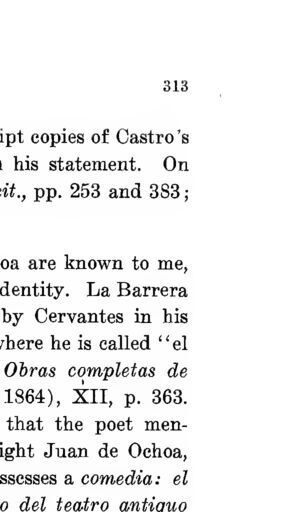 313
ipt copies of Castro's
his statement. On
cit., pp. 253 and 383;
oa are known to me,
dentity. La Barrera
by Cervantes in his
where he is called "el
Obras completas de
1864), XII, p. 363.
that the poet men-
ight Juan de Ochoa,
ssesses a comedia: el
o del teatro antiguo